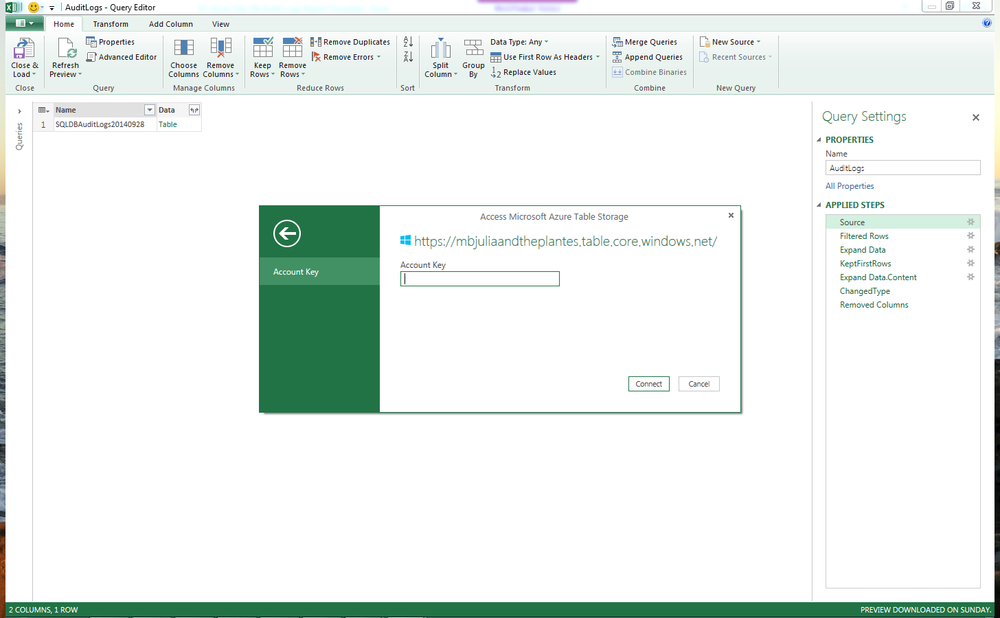 AuditLogs - Query Editor
Home Transform Add Column View
Close & Load
Close
Refresh Preview
Properties
Advanced Editor
Query
Choose Columns
Remove Columns
Manage Columns
Keep Rows
Remove Rows
Remove Duplicates
Remove Errors
Reduce Rows
A Z
Z A
Sort
Split Column
Group By
Data Type: Any
Use First Row As Headers
1 2 Replace Values
Transform
Merge Queries
Append Queries
Combine Binaries
Combine
New Source
Recent Sources
New Query
Queries
Name Data
1 SQLDBAuditLogs20140928 Table
Access Microsoft Azure Table Storage
https://mbjuliaandtheplantes.table.core.windows.net/
Account Key
Account Key
Connect Cancel
Query Settings
PROPERTIES
Name
AuditLogs
All Properties
APPLIED STEPS
Source
Filtered Rows
Expand Data
KeptFirstRows
Expand Data.Content
ChangedType
Removed Columns
2 COLUMNS, 1 ROW
PREVIEW DOWNLOADED ON SUNDAY.